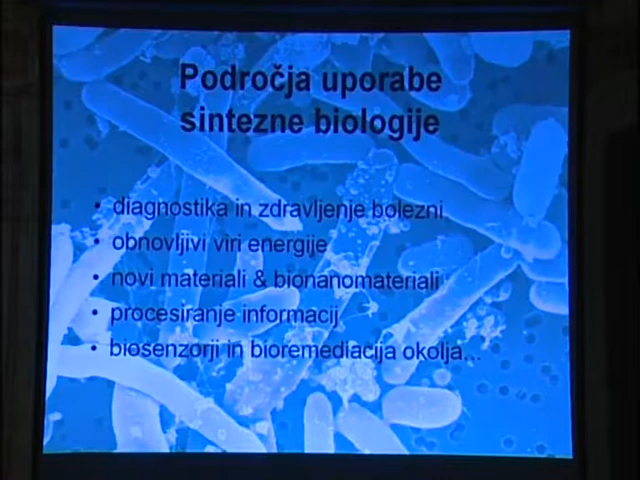 Področja uporabe
sintezne biologije
• diagnostika in zdravljenje bolezni
• obnovljivi viri energije
• novi materiali & bionanomateriali
• procesiranje informacij
• biosenzorji in bioremediacija okolja...